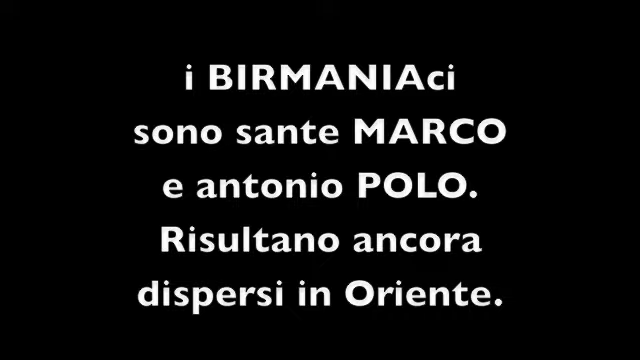 i BIRMANIAci
sono sante MARCO
e antonio POLO.
Risultano ancora
dispersi in Oriente.